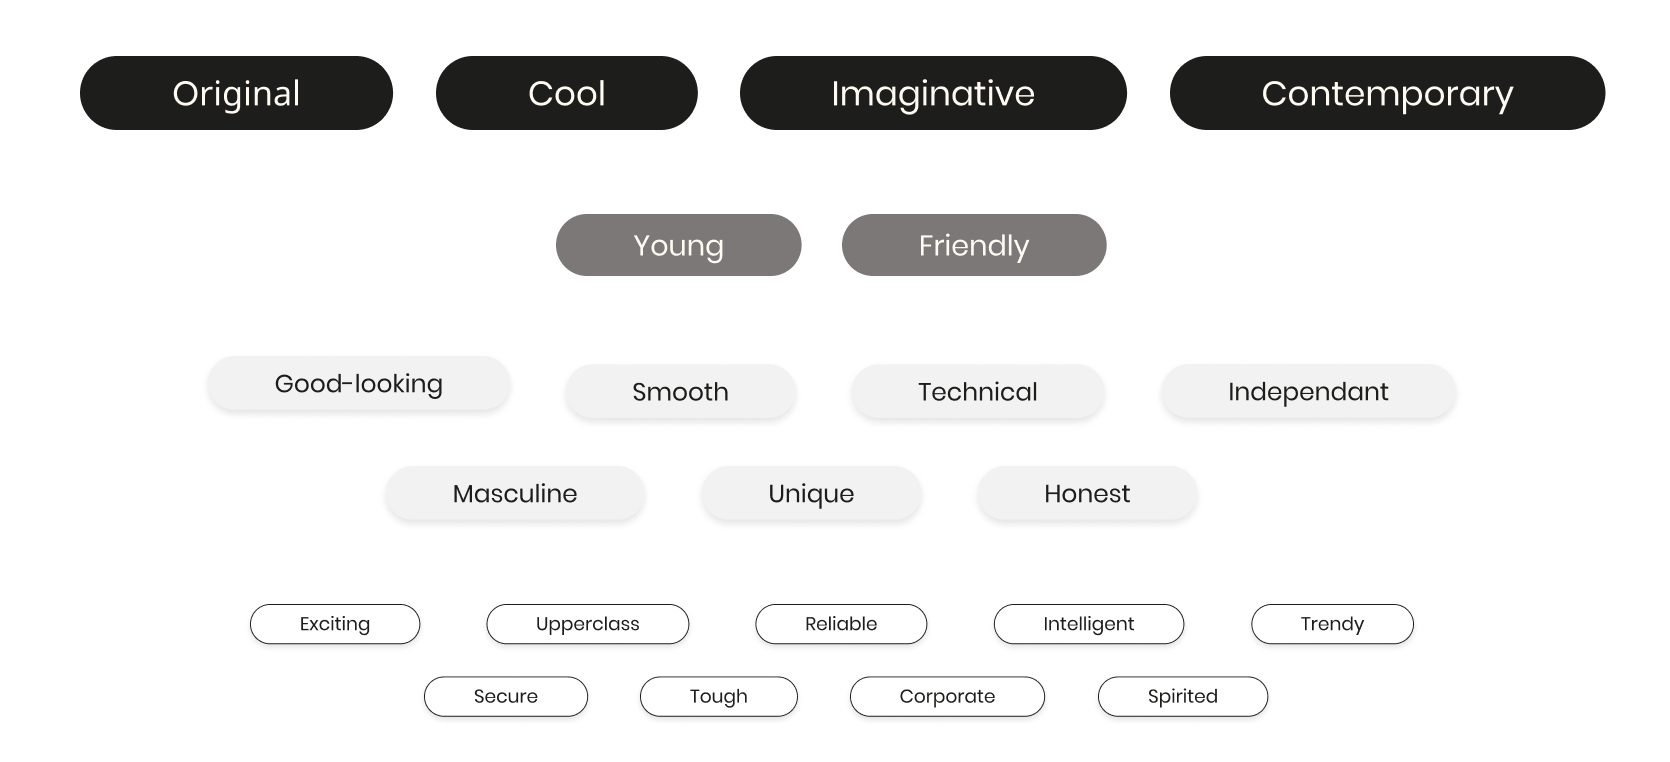 Original Cool Imaginative Contemporary
Young Friendly
Good-looking Smooth Technical Independant
Masculine Unique Honest
Exciting Upperclass Reliable Intelligent Trendy
Secure Tough Corporate Spirited